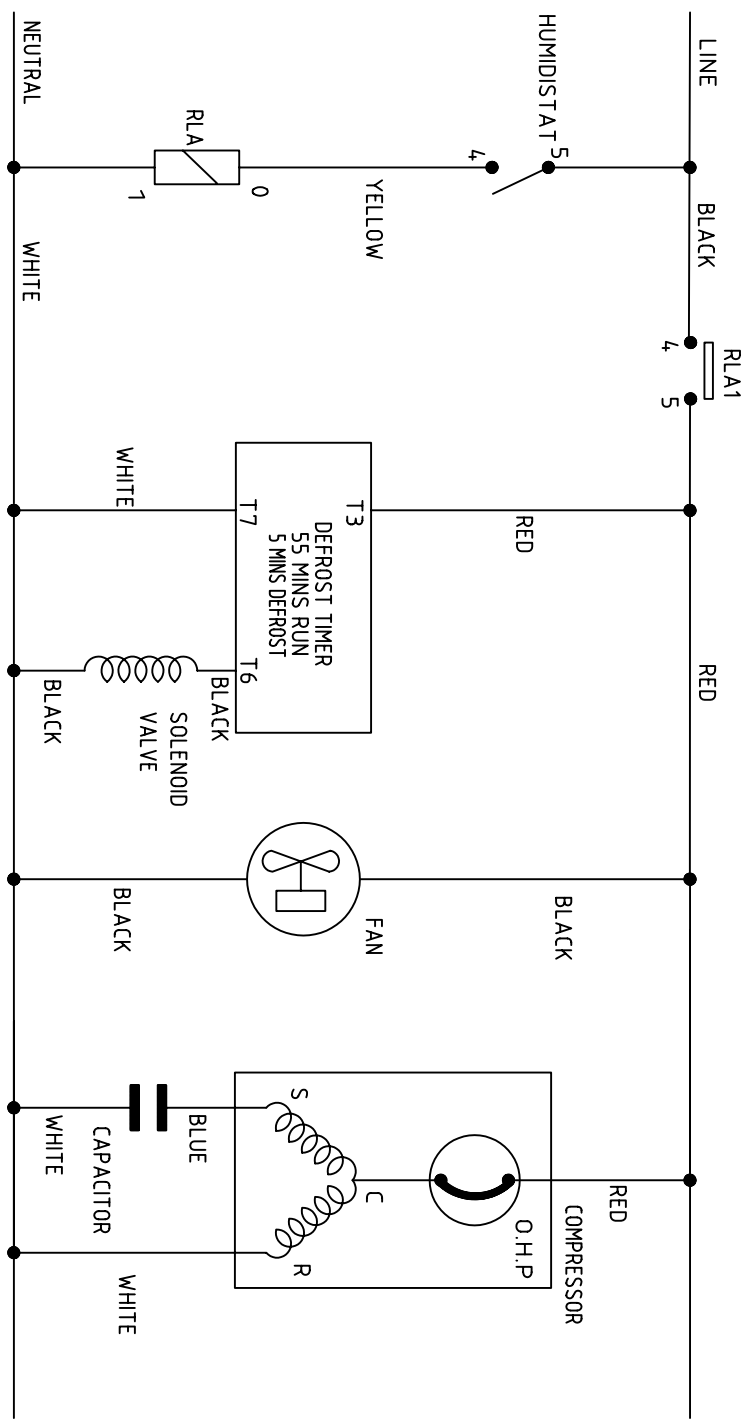 LINE
BLACK
RLA1
4
5
RED
HUMIDISTAT
5
4
YELLOW
RLA
0
1
RED
T3
DEFROST TIMER
55 MINS RUN
5 MINS DEFROST
T7
T6
WHITE
BLACK
SOLENOID
VALVE
BLACK
BLACK
FAN
BLACK
RED
COMPRESSOR
O.H.P
C
S
R
BLUE
CAPACITOR
WHITE
WHITE
NEUTRAL
WHITE